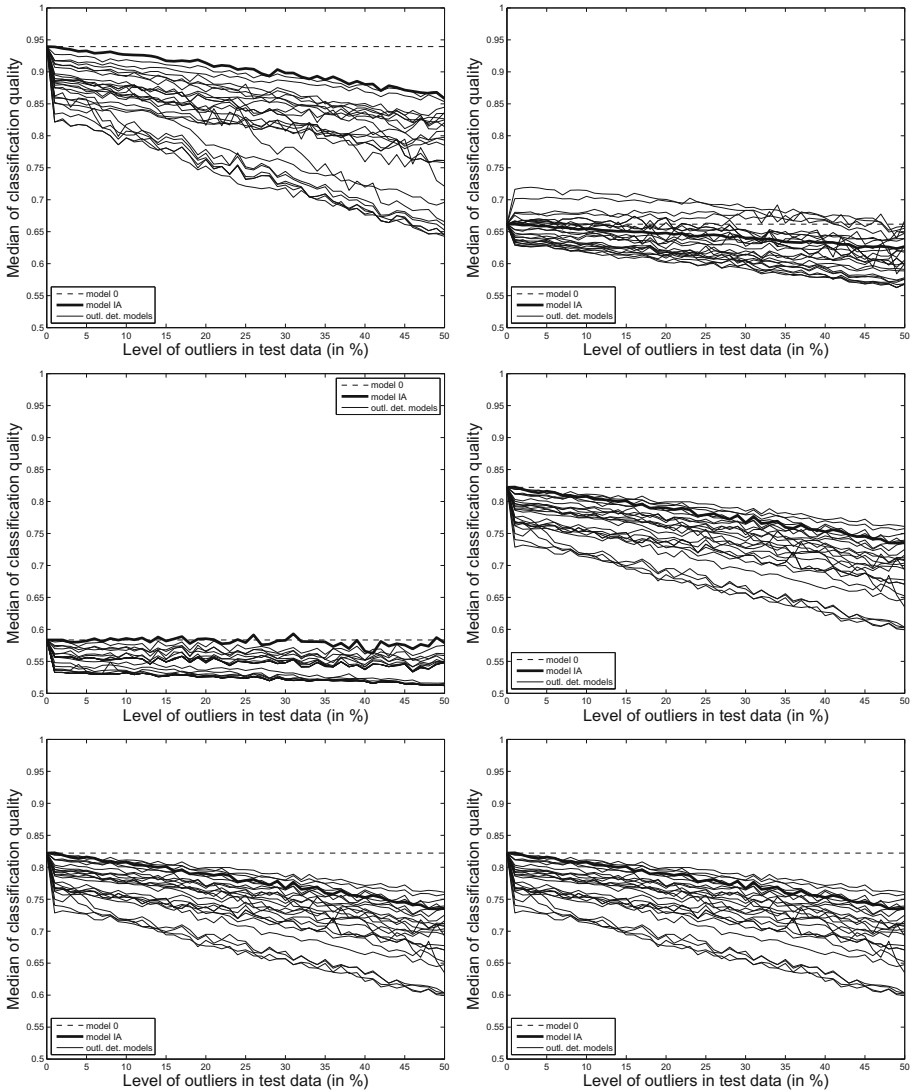 Median of classification quality
1
0.95
0.9
0.85
0.8
0.75
0.7
0.65
0.6
0.55
0.5
model 0
model IA
outl. det. models
0 5 10 15 20 25 30 35 40 45 50
Level of outliers in test data (in %)
Median of classification quality
1
0.95
0.9
0.85
0.8
0.75
0.7
0.65
0.6
0.55
0.5
model 0
model IA
outl. det. models
0 5 10 15 20 25 30 35 40 45 50
Level of outliers in test data (in %)
Median of classification quality
1
0.95
0.9
0.85
0.8
0.75
0.7
0.65
0.6
0.55
0.5
model 0
model IA
outl. det. models
0 5 10 15 20 25 30 35 40 45 50
Level of outliers in test data (in %)
Median of classification quality
1
0.95
0.9
0.85
0.8
0.75
0.7
0.65
0.6
0.55
0.5
model 0
model IA
outl. det. models
0 5 10 15 20 25 30 35 40 45 50
Level of outliers in test data (in %)
Median of classification quality
1
0.95
0.9
0.85
0.8
0.75
0.7
0.65
0.6
0.55
0.5
model 0
model IA
outl. det. models
0 5 10 15 20 25 30 35 40 45 50
Level of outliers in test data (in %)
Median of classification quality
1
0.95
0.9
0.85
0.8
0.75
0.7
0.65
0.6
0.55
0.5
model 0
model IA
outl. det. models
0 5 10 15 20 25 30 35 40 45 50
Level of outliers in test data (in %)